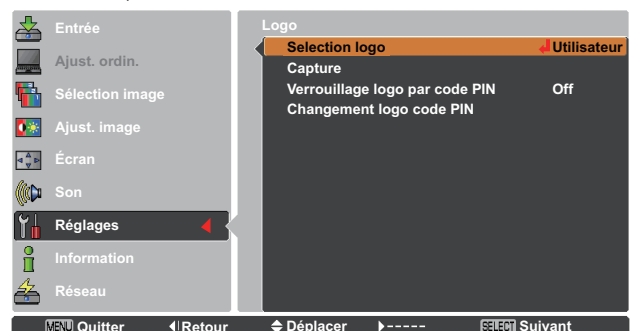 Entrée
Ajust. ordin.
Sélection image
Ajust. image
Écran
Son
Réglages
Information
Réseau
Logo
Selection logo Utilisateur
Capture
Verrouillage logo par code PIN Off
Changement logo code PIN
MENU Quitter Retour Déplacer ----- SELECT Suivant